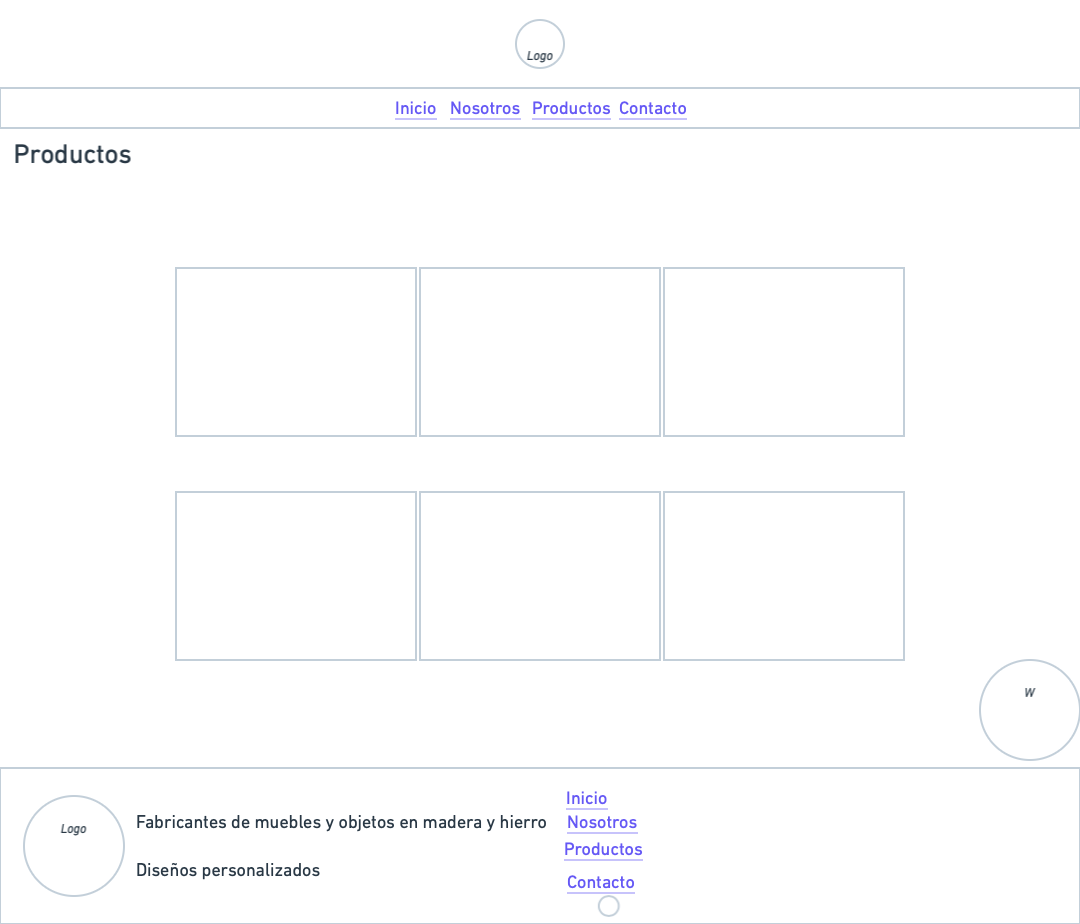 Logo
Inicio Nosotros Productos Contacto
Productos
W
Logo
Fabricantes de muebles y objetos en madera y hierro
Diseños personalizados
Inicio
Nosotros
Productos
Contacto